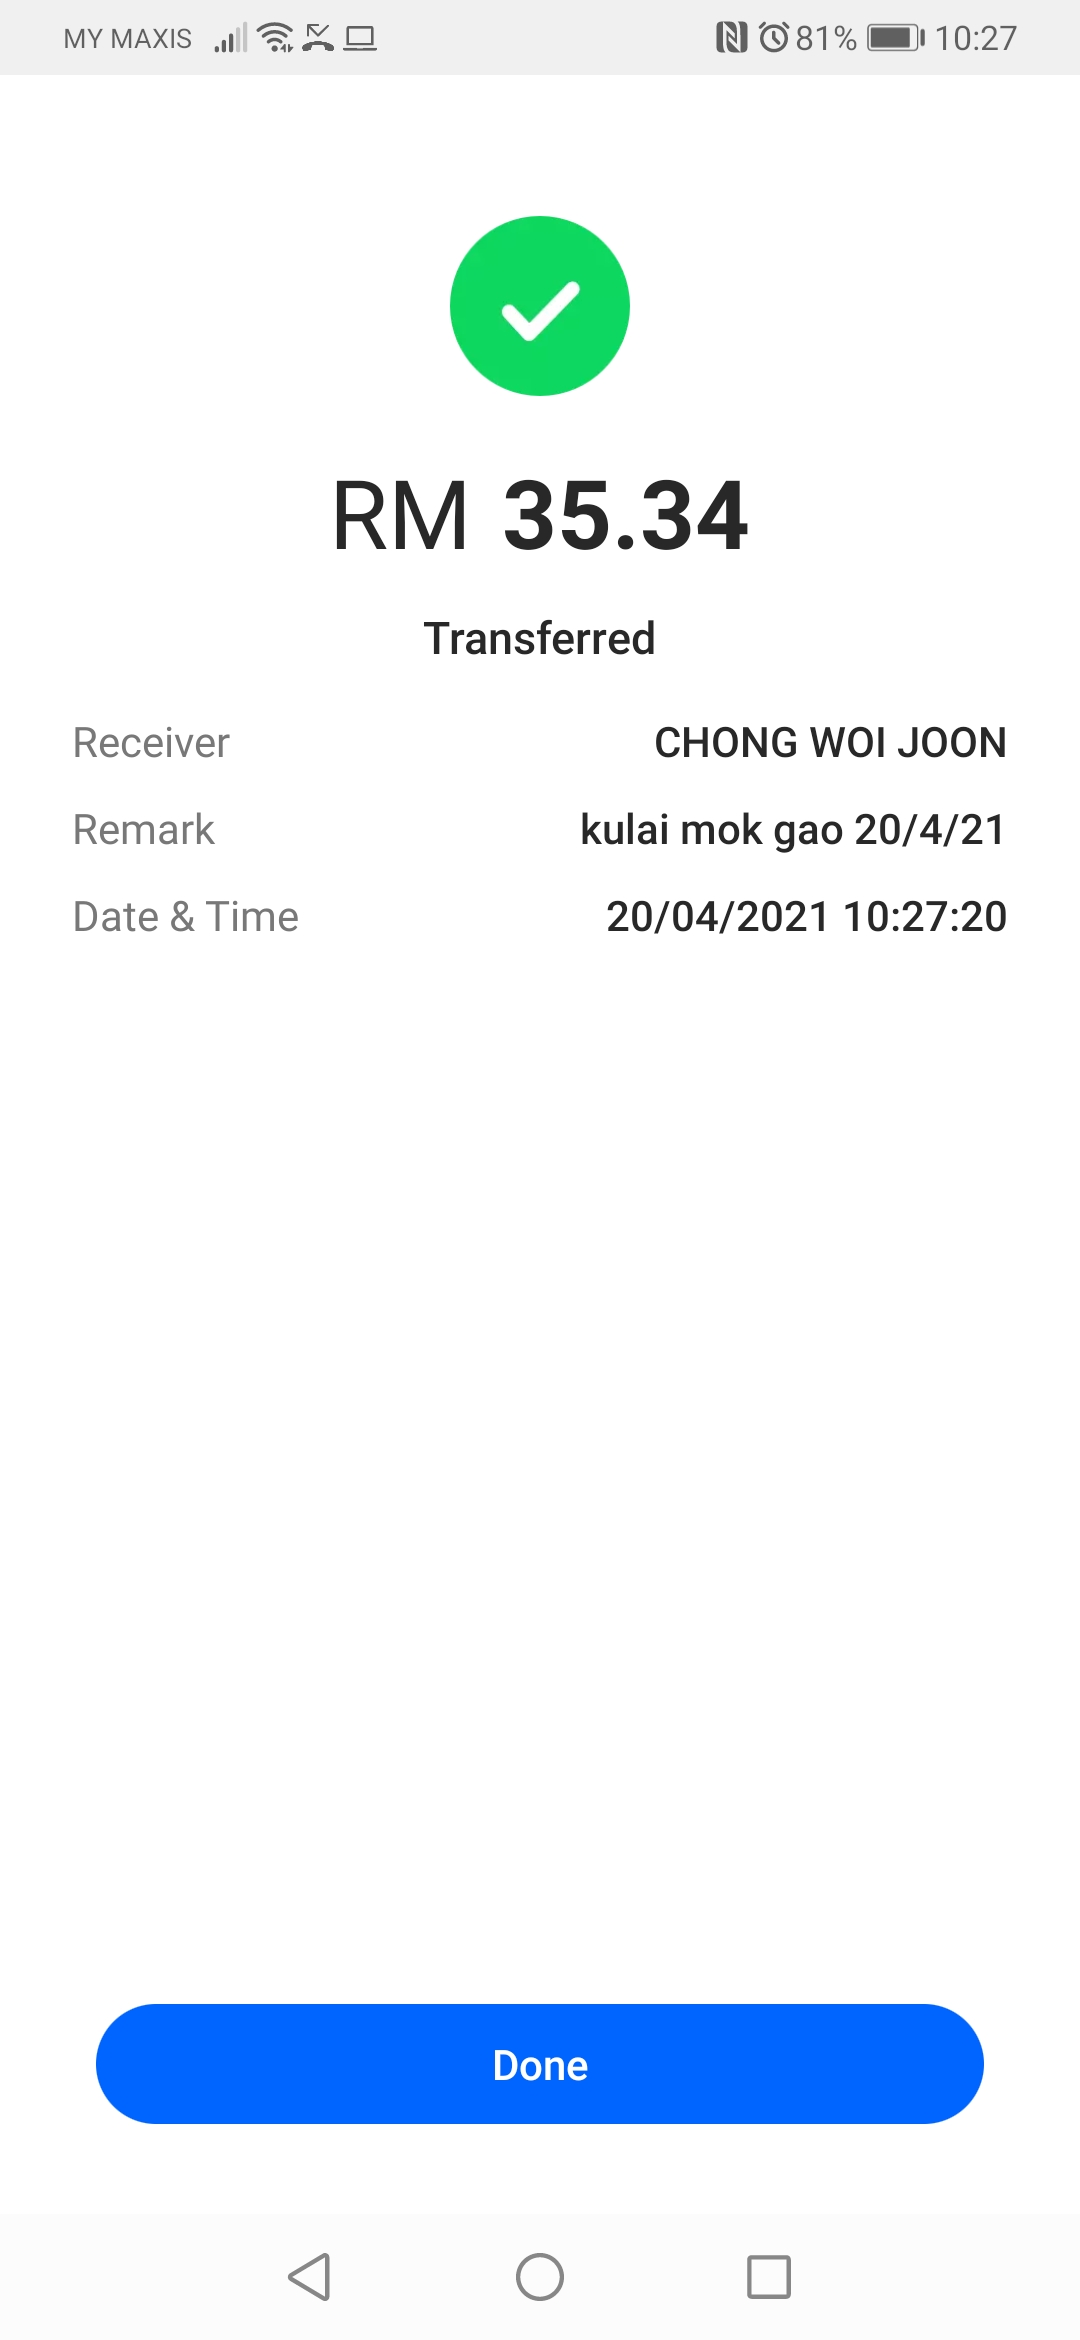 MY MAXIS 81% 10:27
RM 35.34
Transferred
Receiver CHONG WOI JOON
Remark kulai mok gao 20/4/21
Date & Time 20/04/2021 10:27:20
Done